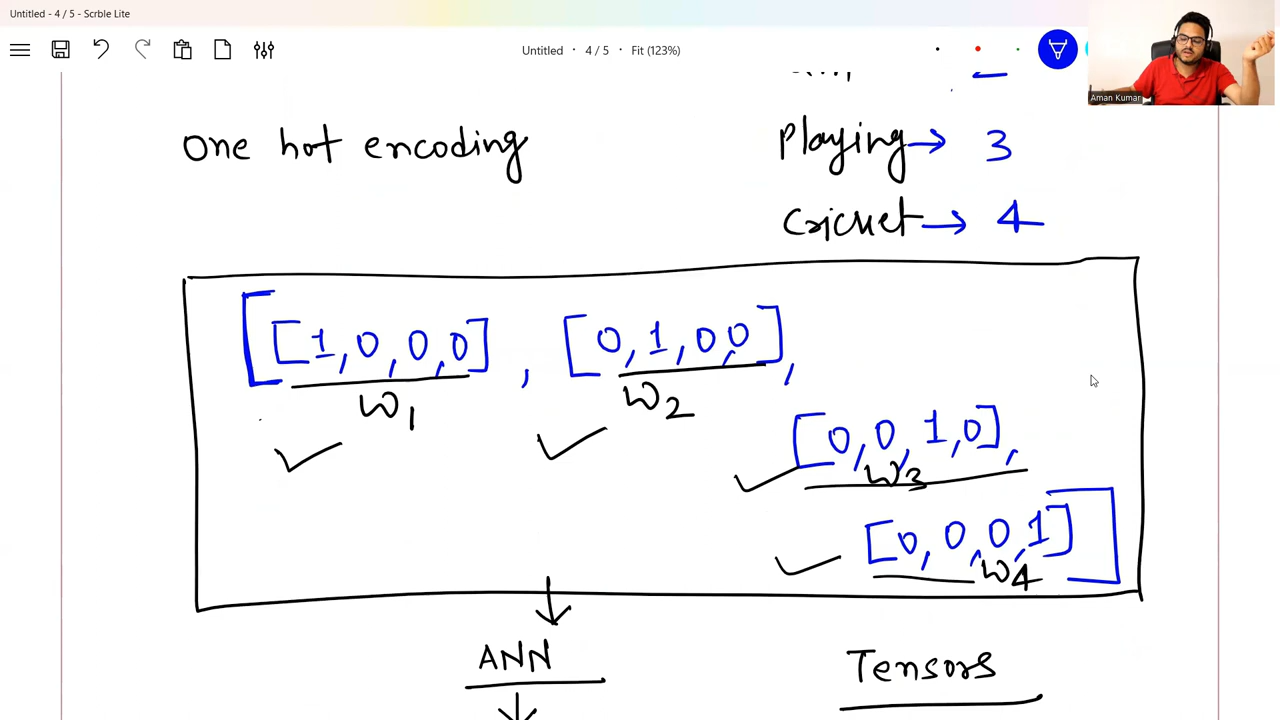 Untitled - 4 / 5 - Scrble Lite
Untitled • 4 / 5 • Fit (123%)
Aman Kumar
One hot encoding
Playing → 3
Cricket → 4
[[1,0,0,0], [0,1,0,0],
W1 W2
[0,0,1,0],
W3
[0,0,0,1]]
W4
ANN
Tensors